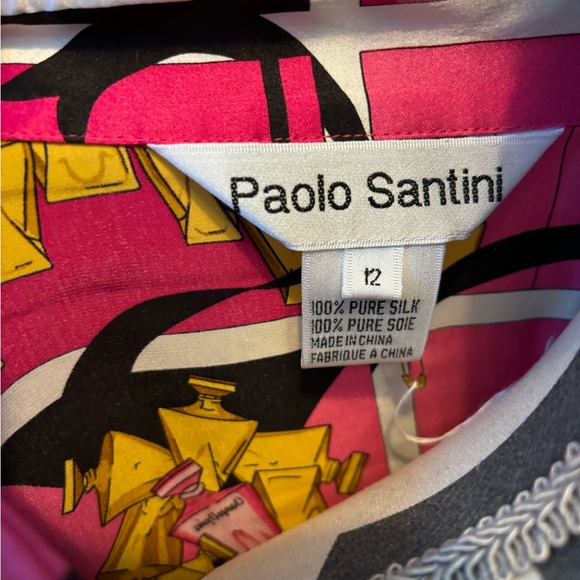 Paolo Santini
12
100% PURE SILK
100% PURE SOIE
MADE IN CHINA
FABRIQUE À CHINA